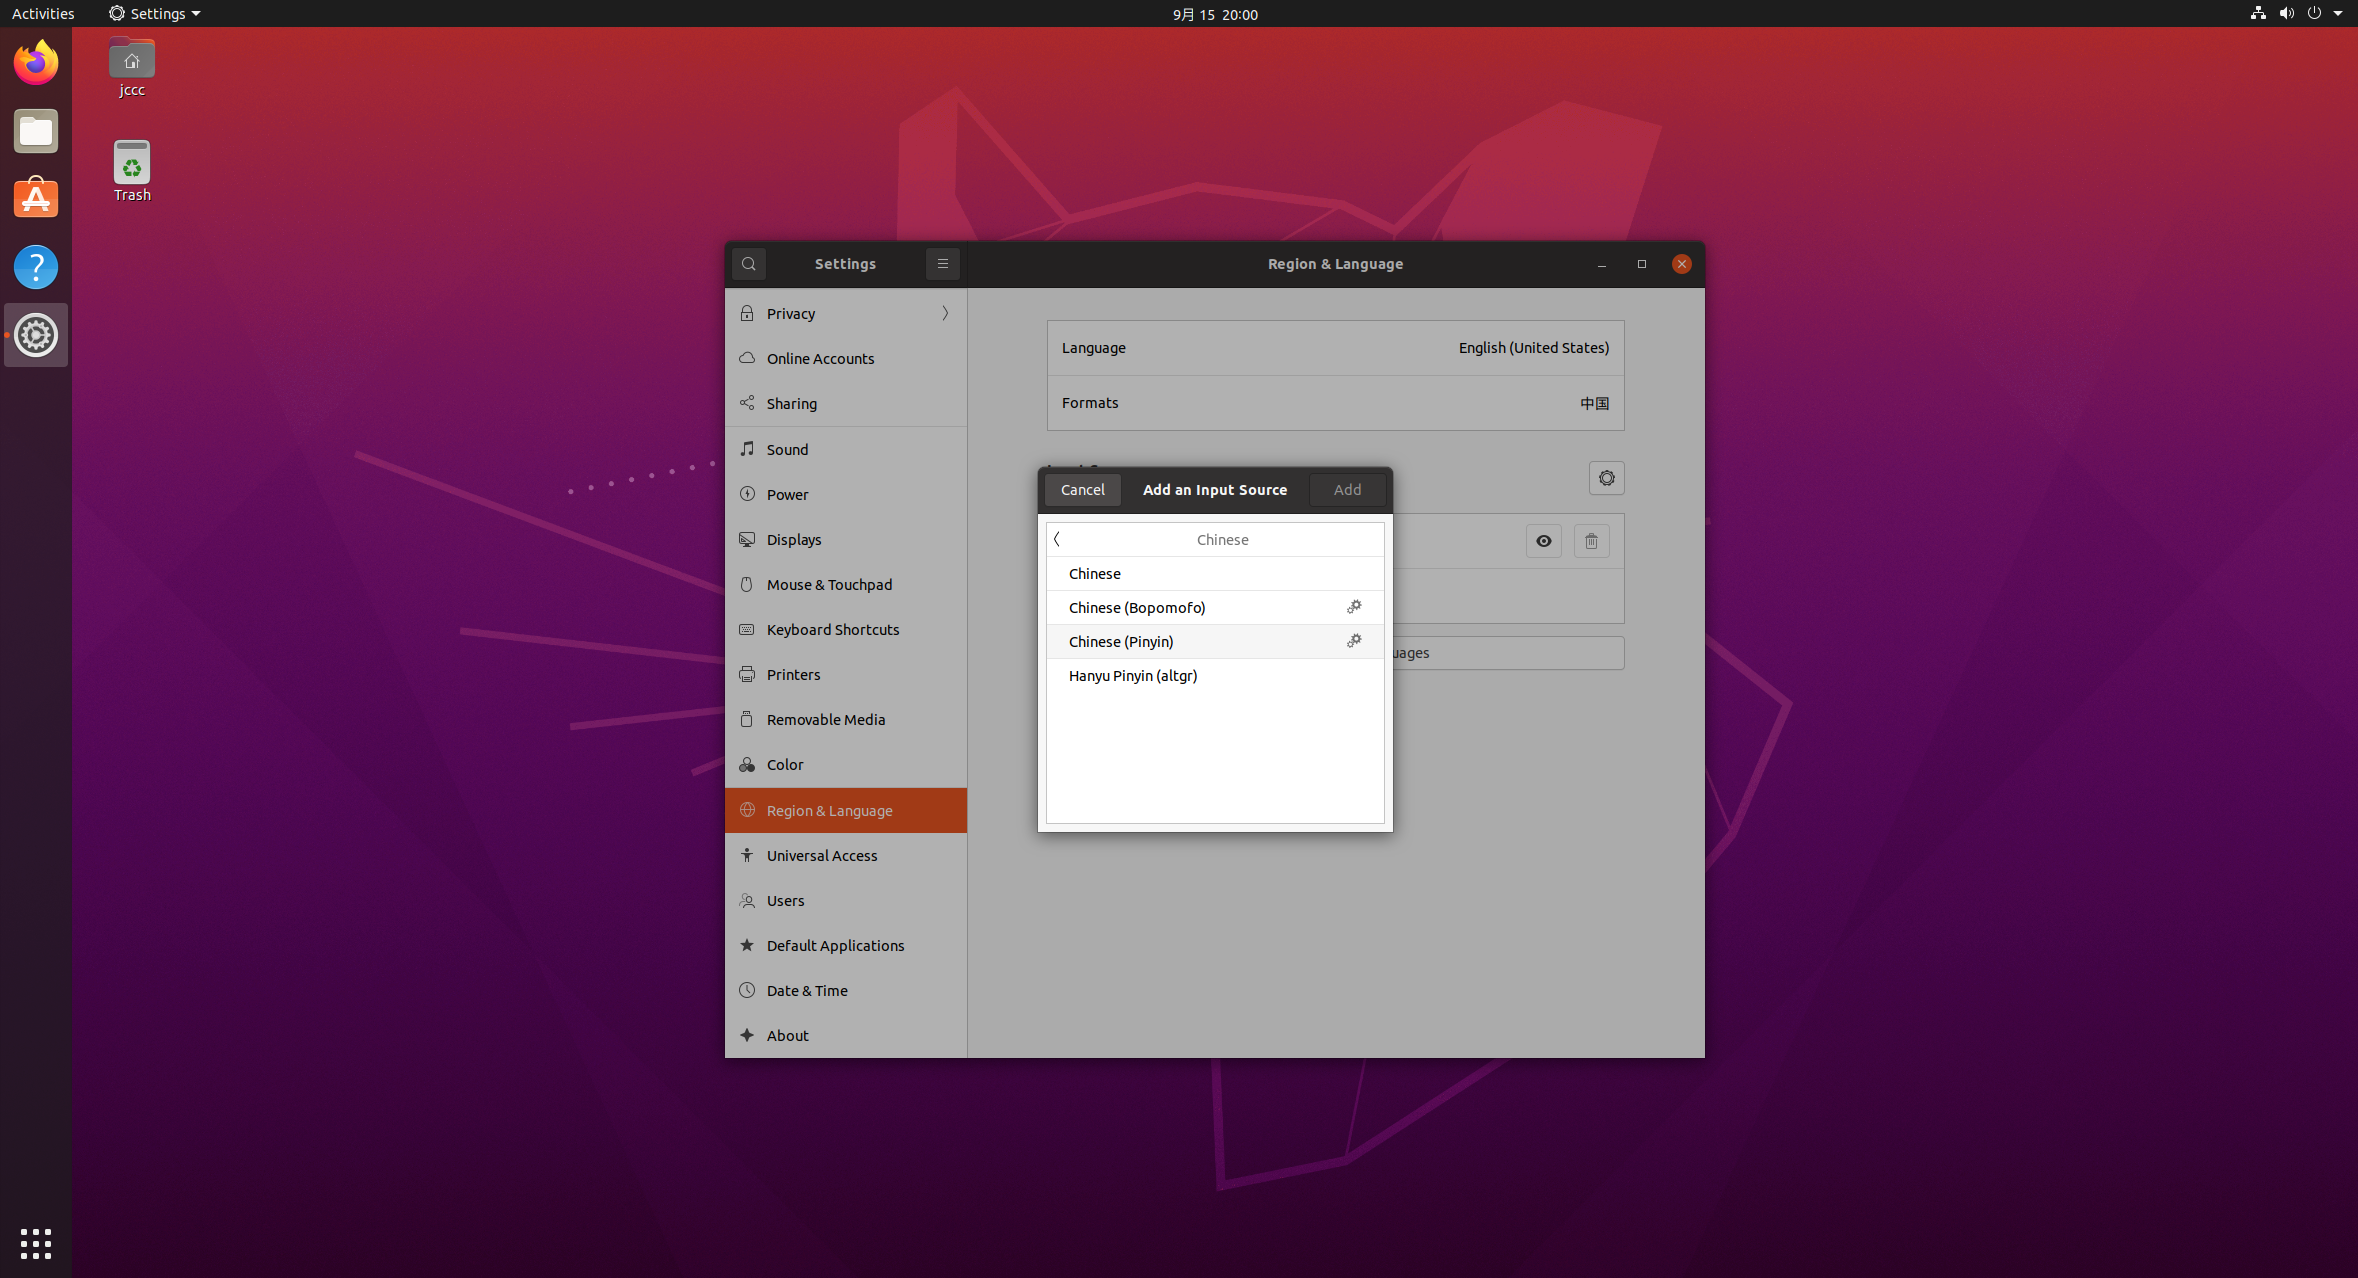 Activities
Settings
9月 15 20:00
jccc
Trash
Settings
Region & Language
Privacy
Online Accounts
Sharing
Sound
Power
Displays
Mouse & Touchpad
Keyboard Shortcuts
Printers
Removable Media
Color
Region & Language
Universal Access
Users
Default Applications
Date & Time
About
Language
English (United States)
Formats
中国
Cancel
Add an Input Source
Add
Chinese
Chinese
Chinese (Bopomofo)
Chinese (Pinyin)
Hanyu Pinyin (altgr)